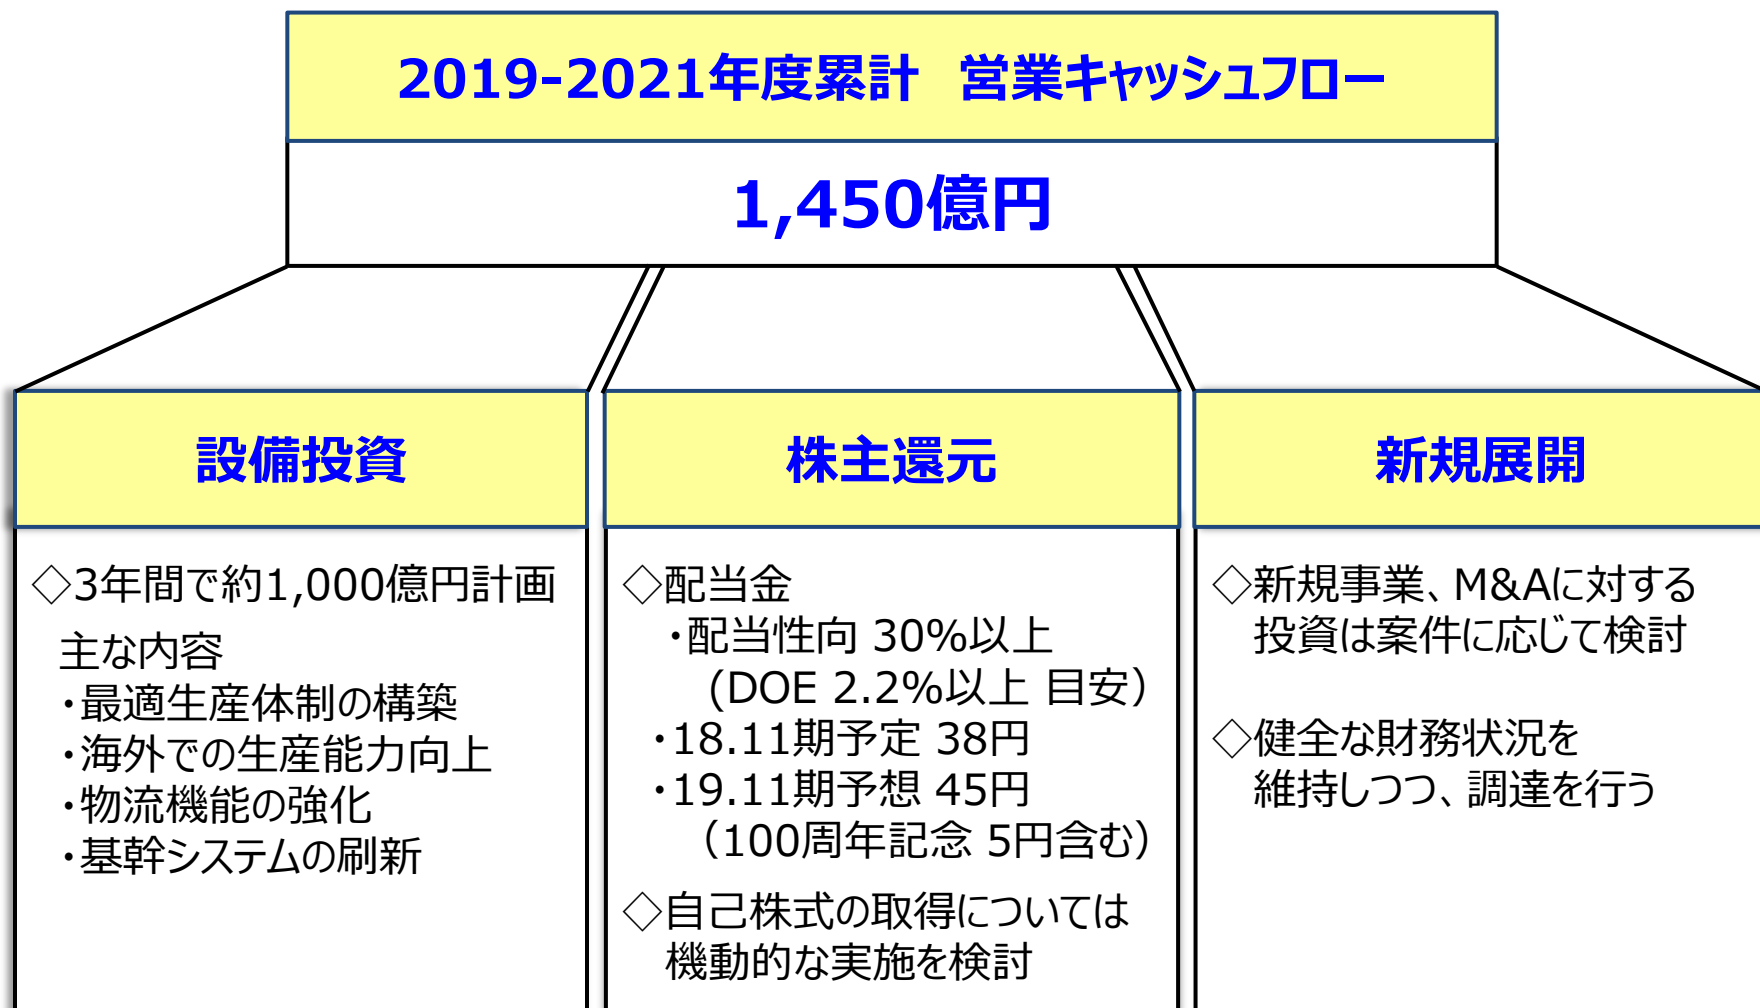 2019-2021年度累計　営業キャッシュフロー
1,450億円
設備投資
◇3年間で約1,000億円計画
主な内容
・最適生産体制の構築
・海外での生産能力向上
・物流機能の強化
・基幹システムの刷新
株主還元
◇配当金
・配当性向 30%以上
(DOE 2.2%以上 目安）
・18.11期予定 38円
・19.11期予想 45円
（100周年記念 5円含む）
◇自己株式の取得については
機動的な実施を検討
新規展開
◇新規事業、M&Aに対する
投資は案件に応じて検討
◇健全な財務状況を
維持しつつ、調達を行う